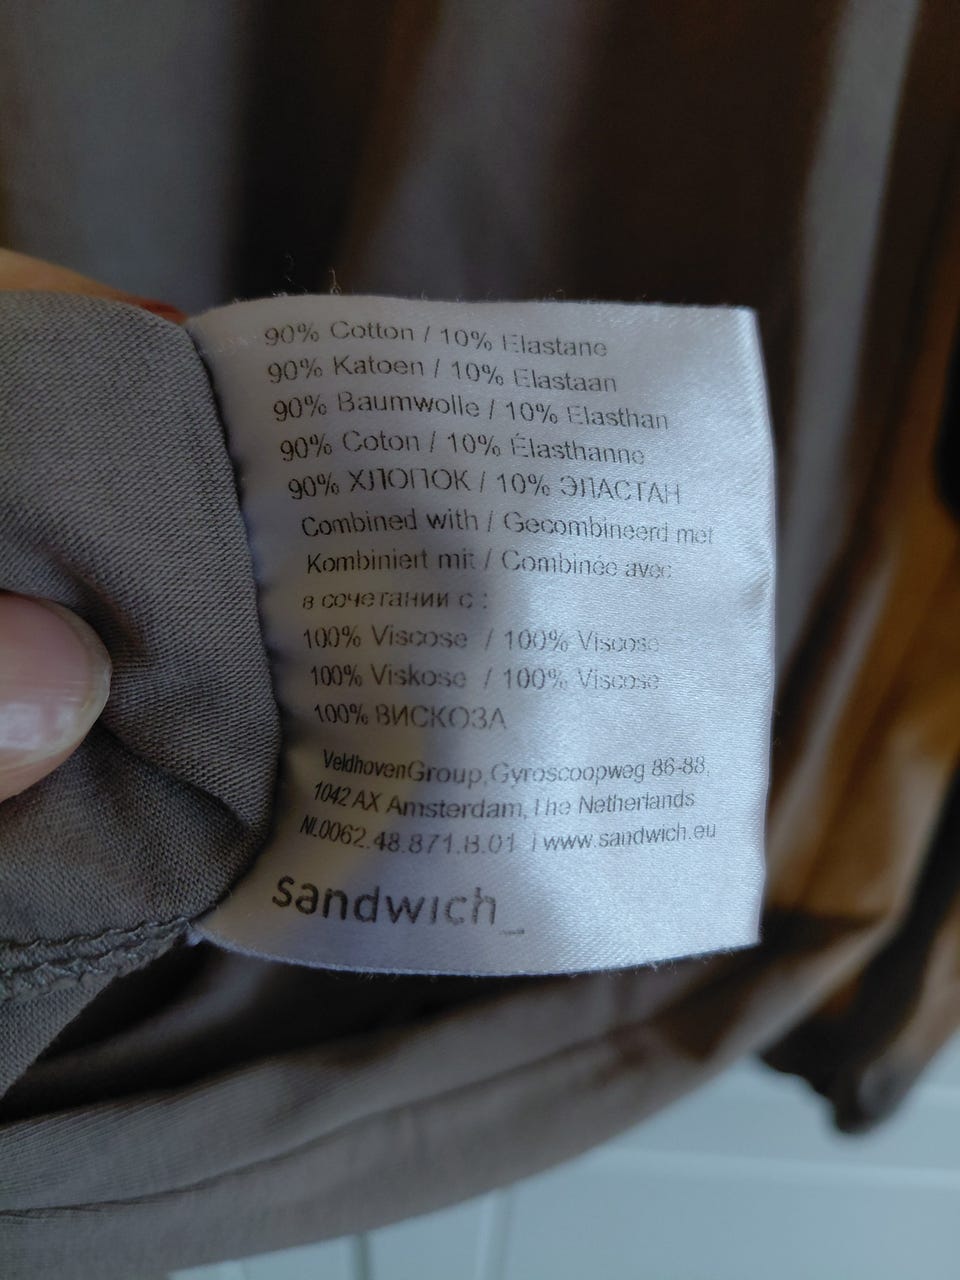 90% Cotton / 10% Elastane
90% Katoen / 10% Elastaan
90% Baumwolle / 10% Elasthan
90% Coton / 10% Élasthanne
90% ХЛОПОК / 10% ЭЛАСТАН
Combined with / Gecombineerd met
Kombiniert mit / Combinée avec
в сочетании с :
100% Viscose / 100% Viscose
100% Viskose / 100% Viscose
100% ВИСКОЗА
VeldhovenGroup, Gyroscoopweg 86-88,
1042 AX Amsterdam, The Netherlands
NL0062.48.871.B.01 | www.sandwich.eu
sandwich_